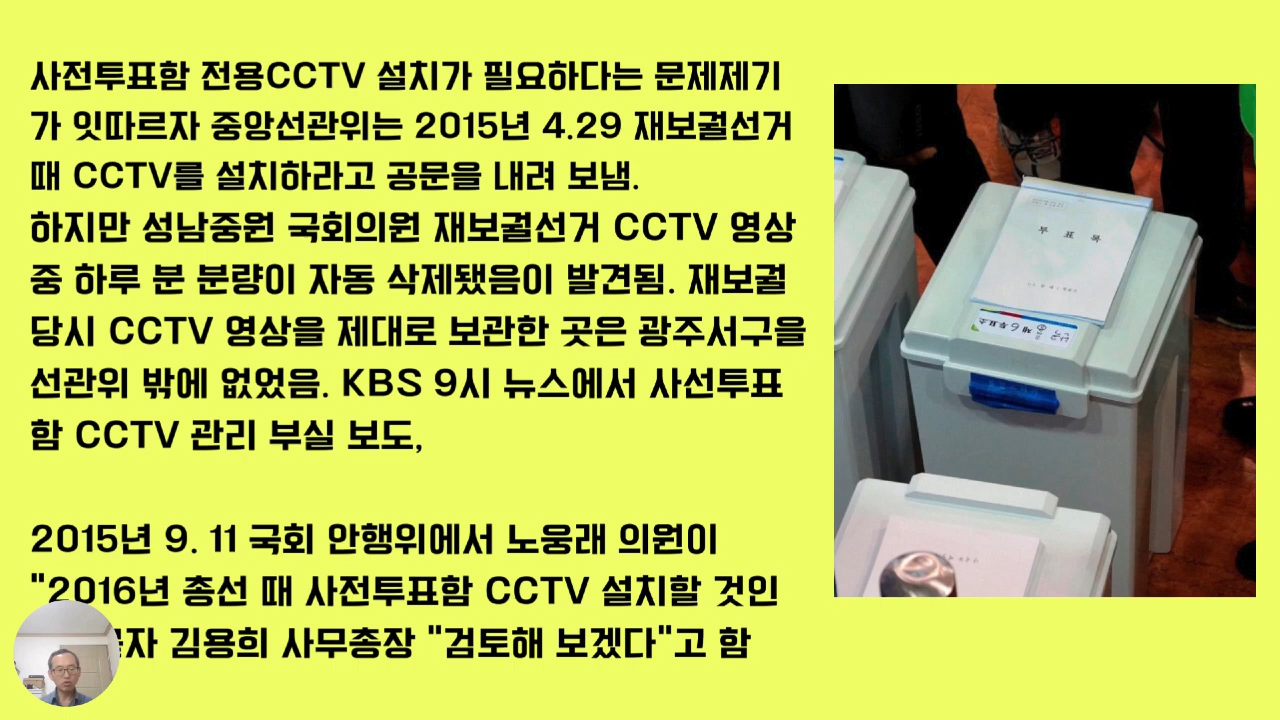 사전투표함 전용CCTV 설치가 필요하다는 문제제기
가 잇따르자 중앙선관위는 2015년 4.29 재보궐선거
때 CCTV를 설치하라고 공문을 내려 보냄.
하지만 성남중원 국회의원 재보궐선거 CCTV 영상
중 하루 분 분량이 자동 삭제됐음이 발견됨. 재보궐
당시 CCTV 영상을 제대로 보관한 곳은 광주서구을
선관위 밖에 없었음. KBS 9시 뉴스에서 사선투표
함 CCTV 관리 부실 보도,
2015년 9. 11 국회 안행위에서 노웅래 의원이
"2016년 총선 때 사전투표함 CCTV 설치할 것인
자 김용희 사무총장 "검토해 보겠다"고 함
투 표 록
제 6 투표소